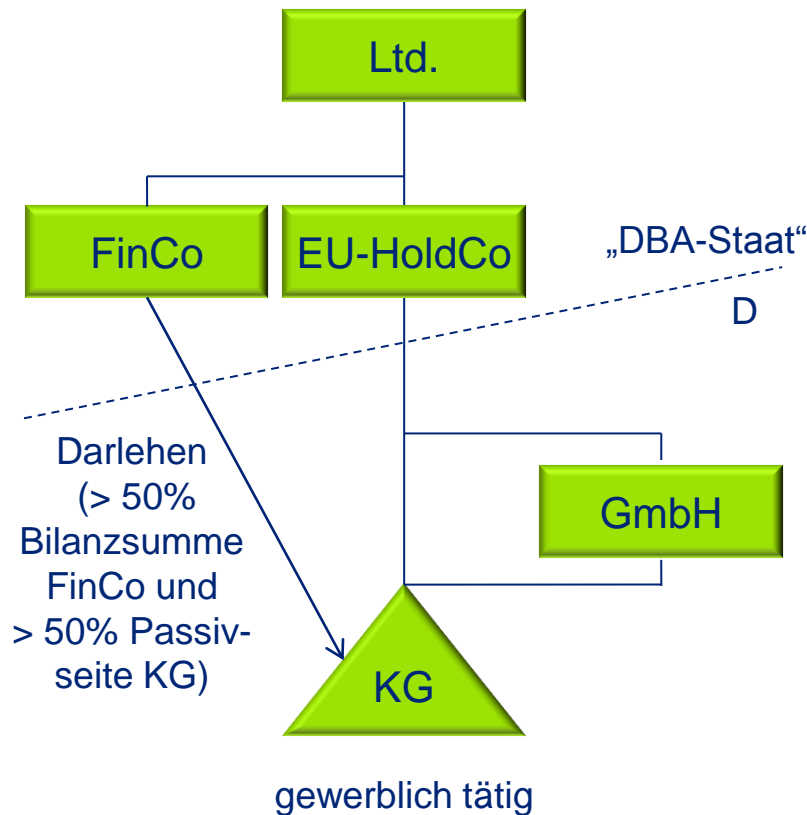 Ltd.
FinCo
EU-HoldCo
„DBA-Staat“
D
Darlehen
(> 50%
Bilanzsumme
FinCo und
> 50% Passiv-
seite KG)
GmbH
KG
gewerblich tätig